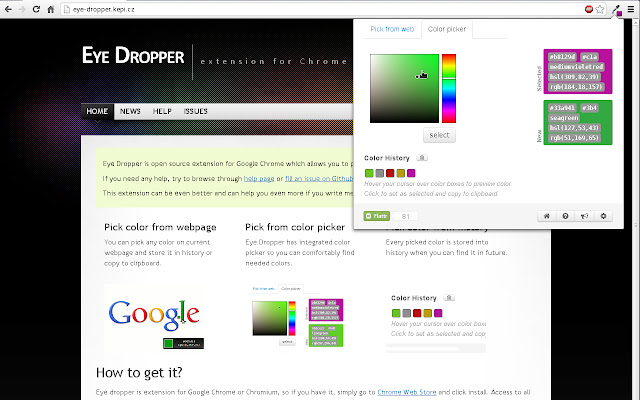 eye-dropper.kepi.cz
EYE DROPPER
extension for Chrome
HOME NEWS HELP ISSUES
Eye Dropper is open source extension for Google Chrome which allows you to
If you need any help, try to browse through help page or fill an issue on Github
This extension can be even better and can help you even more if you write me
Pick color from webpage
You can pick any color on current
webpage and store it in history
or copy to clipboard.
Pick color from color picker
Eye Dropper has integrated color
picker so you can comfortably find
needed colors.
Every picked color is stored into
history when you can find it in future.
Google
Pick from web Color picker
select
Color History
Hover your cursor over color boxes
Click to set as selected and copy to
How to get it?
Eye dropper is extension for Google Chrome or Chromium, so if you have it, simply go to Chrome Web Store and click install. Access to all
Pick from web Color picker
select
Color History
Hover your cursor over color boxes to preview color.
Click to set as selected and copy to clipboard.
Flattr 81
Selected
#b8129d #c1a
mediumvioletred
hsl(309,82,39)
rgb(184,18,157)
New
#33a941 #3b4
seagreen
hsl(127,53,43)
rgb(51,169,65)